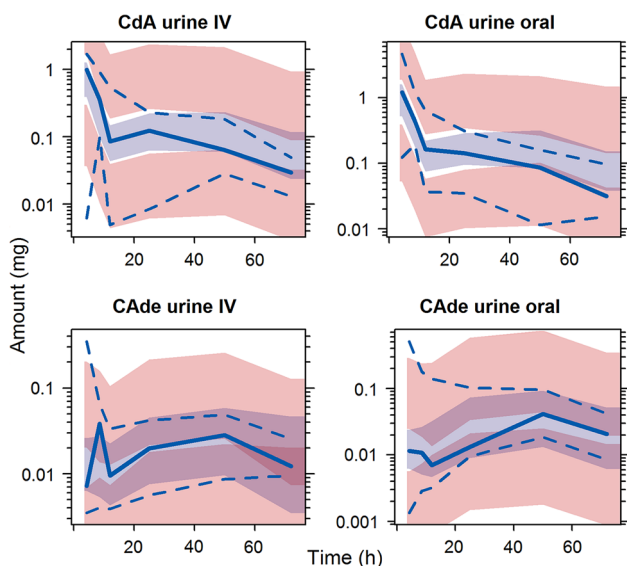 CdA urine IV
CdA urine oral
1
0.1
0.01
20 40 60
1
0.1
0.01
20 40 60
Amount (mg)
CAde urine IV
CAde urine oral
0.1
0.01
20 40 60
0.1
0.01
0.001
20 40 60
Time (h)